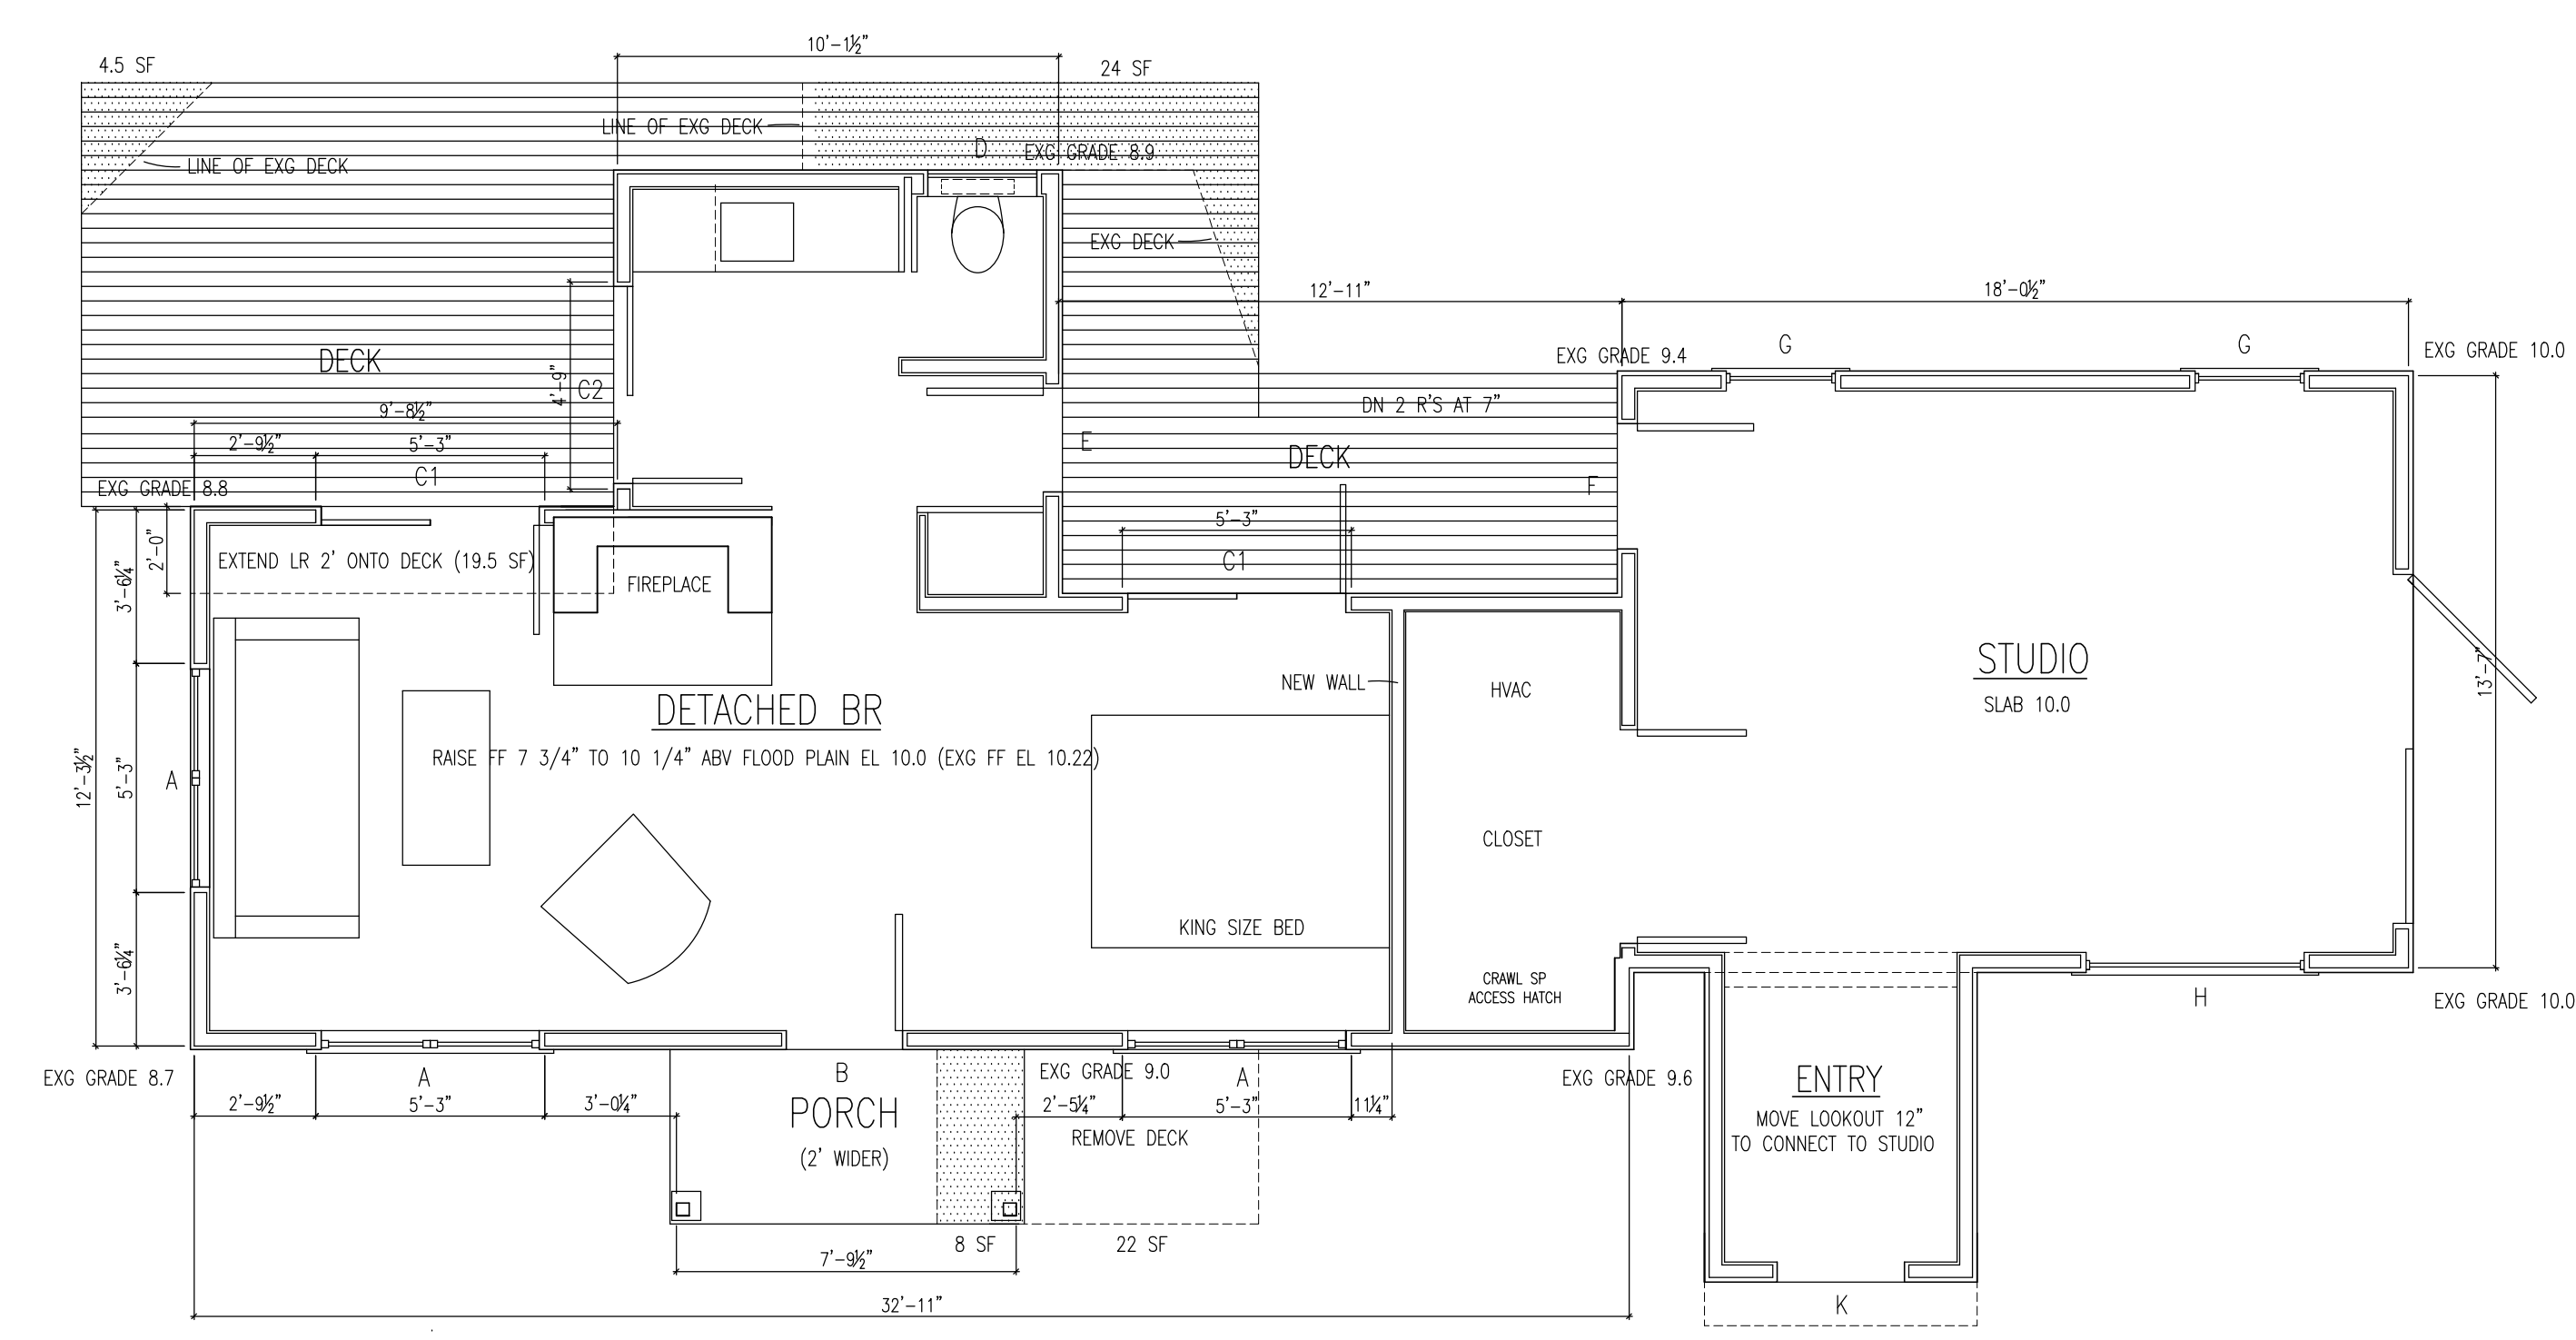 10'-1½"
4.5 SF
24 SF
LINE OF EXG DECK
D
EXG GRADE 8.9
LINE OF EXG DECK
EXG DECK
12'-11"
18'-0½"
G
G
EXG GRADE 9.4
EXG GRADE 10.0
DECK
4'-9"
C2
9'-8½"
DN 2 R'S AT 7"
2'-9½"
5'-3"
E
DECK
C1
EXG GRADE 8.8
F
5'-3"
2'-0"
3'-6¼"
EXTEND LR 2' ONTO DECK (19.5 SF)
C1
FIREPLACE
STUDIO
NEW WALL
HVAC
13'-7"
SLAB 10.0
DETACHED BR
RAISE FF 7 3/4" TO 10 1/4" ABV FLOOD PLAIN EL 10.0 (EXG FF EL 10.22)
12'-3½"
5'-3"
A
CLOSET
KING SIZE BED
3'-6¼"
CRAWL SP
ACCESS HATCH
H
EXG GRADE 10.0
EXG GRADE 8.7
A
B
EXG GRADE 9.0
A
EXG GRADE 9.6
ENTRY
2'-9½"
5'-3"
3'-0¼"
PORCH
2'-5¼"
5'-3"
11¼"
MOVE LOOKOUT 12"
TO CONNECT TO STUDIO
REMOVE DECK
(2' WIDER)
8 SF
22 SF
7'-9½"
32'-11"
K